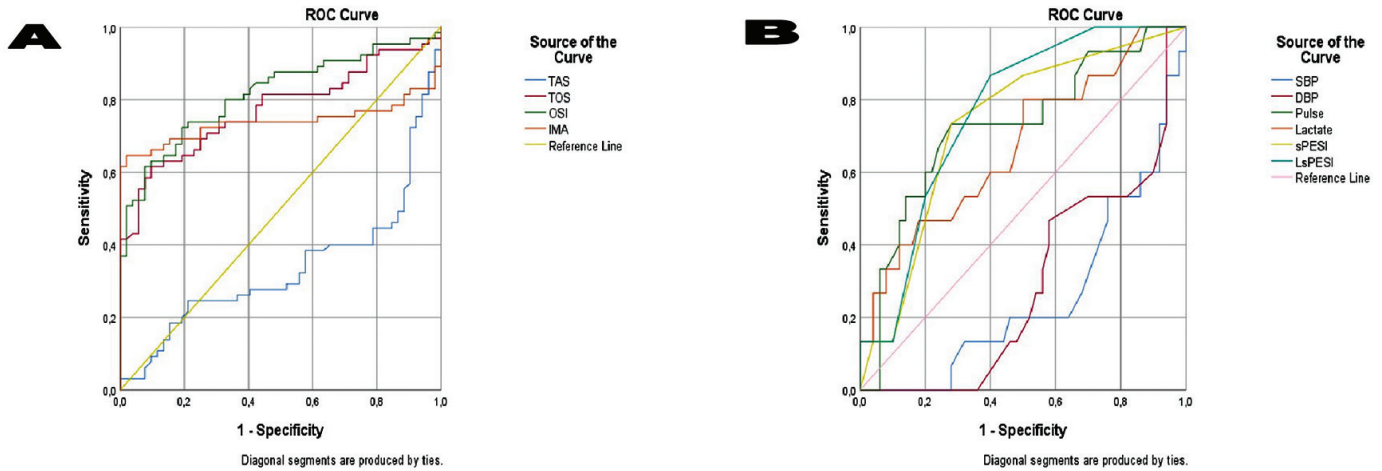 A
ROC Curve
1,0
0,8
0,6
0,4
0,2
0,0
Sensitivity
0,0 0,2 0,4 0,6 0,8 1,0
1 - Specificity
Diagonal segments are produced by ties.
Source of the
Curve
TAS
TOS
OSI
IMA
Reference Line
B
ROC Curve
1,0
0,8
0,6
0,4
0,2
0,0
Sensitivity
0,0 0,2 0,4 0,6 0,8 1,0
1 - Specificity
Diagonal segments are produced by ties.
Source of the
Curve
SBP
DBP
Pulse
Lactate
sPESI
LsPESI
Reference Line